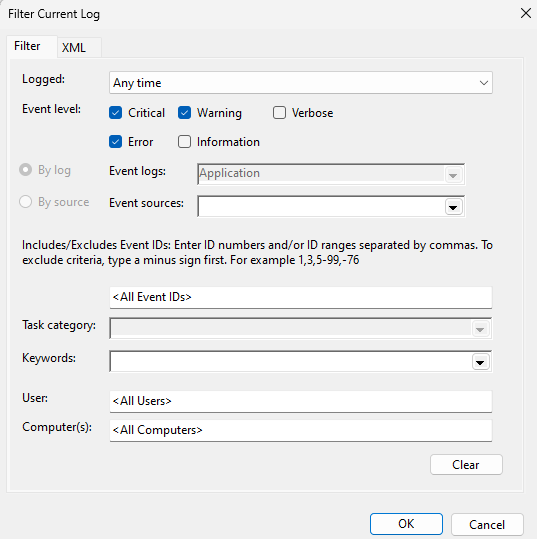 Filter Current Log
Filter XML
Logged: Any time
Event level: Critical Warning Verbose
Error Information
By log Event logs: Application
By source Event sources:
Includes/Excludes Event IDs: Enter ID numbers and/or ID ranges separated by commas. To
exclude criteria, type a minus sign first. For example 1,3,5-99,-76
<All Event IDs>
Task category:
Keywords:
User: <All Users>
Computer(s): <All Computers>
Clear
OK Cancel